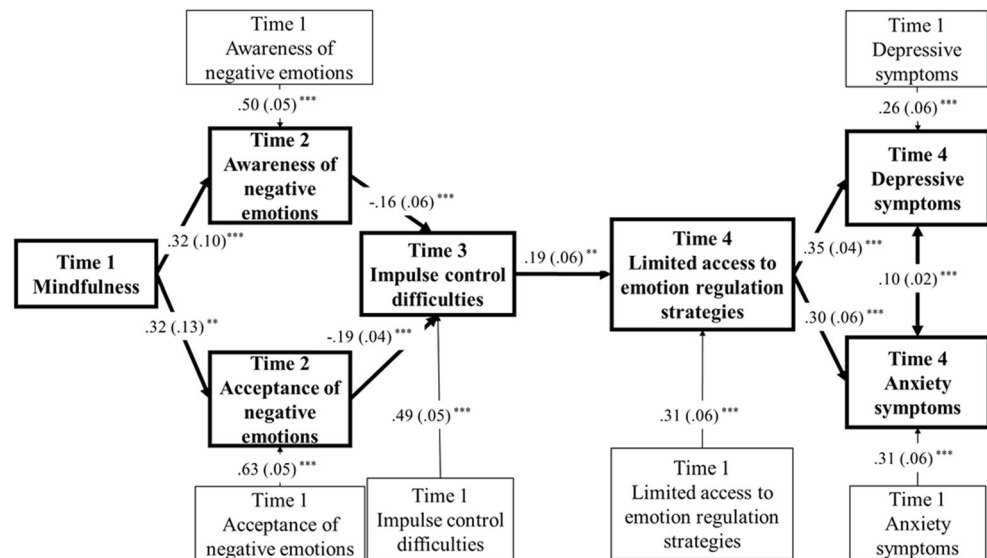 Time 1
Awareness of
negative emotions
Time 1
Depressive
symptoms
.50 (.05) ***
.26 (.06) ***
Time 2
Awareness of
negative
emotions
Time 4
Depressive
symptoms
-.16 (.06) ***
.32 (.10) ***
.35 (.04) ***
Time 1
Mindfulness
Time 3
Impulse control
difficulties
.19 (.06) **
Time 4
Limited access to
emotion regulation
strategies
.10 (.02) ***
.32 (.13) **
-.19 (.04) ***
.30 (.06) ***
Time 2
Acceptance of
negative
emotions
Time 4
Anxiety
symptoms
.49 (.05) ***
.31 (.06) ***
.63 (.05) ***
.31 (.06) ***
Time 1
Acceptance of
negative emotions
Time 1
Impulse control
difficulties
Time 1
Limited access to
emotion regulation
strategies
Time 1
Anxiety
symptoms